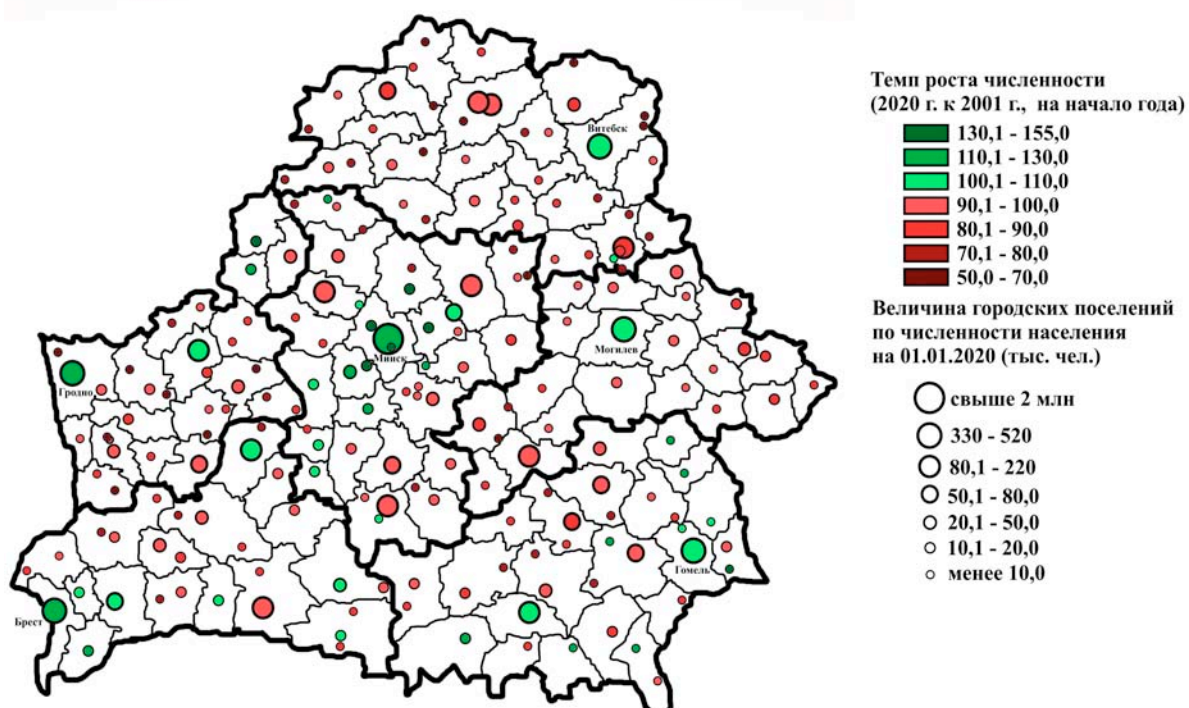 Темп роста численности
(2020 г. к 2001 г., на начало года)
130,1 - 155,0
110,1 - 130,0
100,1 - 110,0
90,1 - 100,0
80,1 - 90,0
70,1 - 80,0
50,0 - 70,0
Величина городских поселений
по численности населения
на 01.01.2020 (тыс. чел.)
свыше 2 млн
330 - 520
80,1 - 220
50,1 - 80,0
20,1 - 50,0
10,1 - 20,0
менее 10,0
Витебск
Могилев
Минск
Гродно
Гомель
Брест